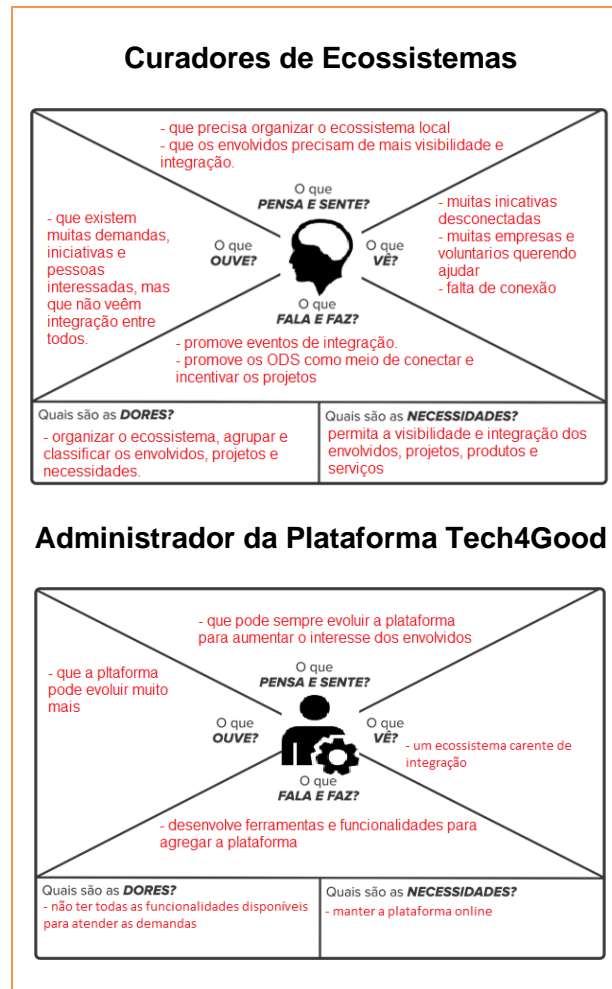 Curadores de Ecossistemas
- que precisa organizar o ecossistema local
- que os envolvidos precisam de mais visibilidade e
integração.
O que
PENSA E SENTE?
- que existem
muitas demandas,
iniciativas e
pessoas
interessadas, mas
que não veêm
integração entre
todos.
O que
OUVE?
O que
VÊ?
- muitas inicativas
desconectadas
- muitas empresas e
voluntarios querendo
ajudar
- falta de conexão
O que
FALA E FAZ?
- promove eventos de integração.
- promove os ODS como meio de conectar e
incentivar os projetos
Quais são as DORES?
- organizar o ecossistema, agrupar e
classificar os envolvidos, projetos e
necessidades.
Quais são as NECESSIDADES?
permita a visibilidade e integração dos
envolvidos, projetos, produtos e
serviços
Administrador da Plataforma Tech4Good
- que pode sempre evoluir a plataforma
para aumentar o interesse dos envolvidos
O que
PENSA E SENTE?
- que a pltaforma
pode evoluir muito
mais
O que
OUVE?
O que
VÊ?
- um ecossistema carente de
integração
O que
FALA E FAZ?
- desenvolve ferramentas e funcionalidades para
agregar a plataforma
Quais são as DORES?
- não ter todas as funcionalidades disponíveis
para atender as demandas
Quais são as NECESSIDADES?
- manter a plataforma online